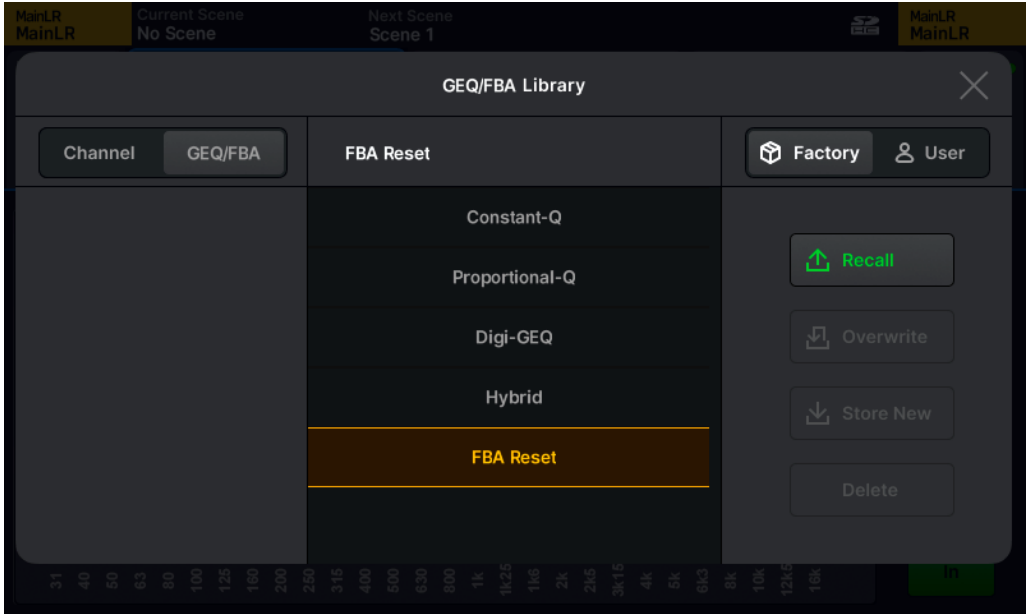 MainLR
MainLR
Current Scene
No Scene
Next Scene
Scene 1
MainLR
MainLR
GEQ/FBA Library
Channel
GEQ/FBA
FBA Reset
Factory
User
Constant-Q
Proportional-Q
Digi-GEQ
Hybrid
FBA Reset
Recall
Overwrite
Store New
Delete
31 40 50 63 80 100 125 160 200 250 315 400 500 630 800 1k 1k25 1k6 2k 2k5 3k15 4k 5k 6k3 8k 10k 12k5 16k
In